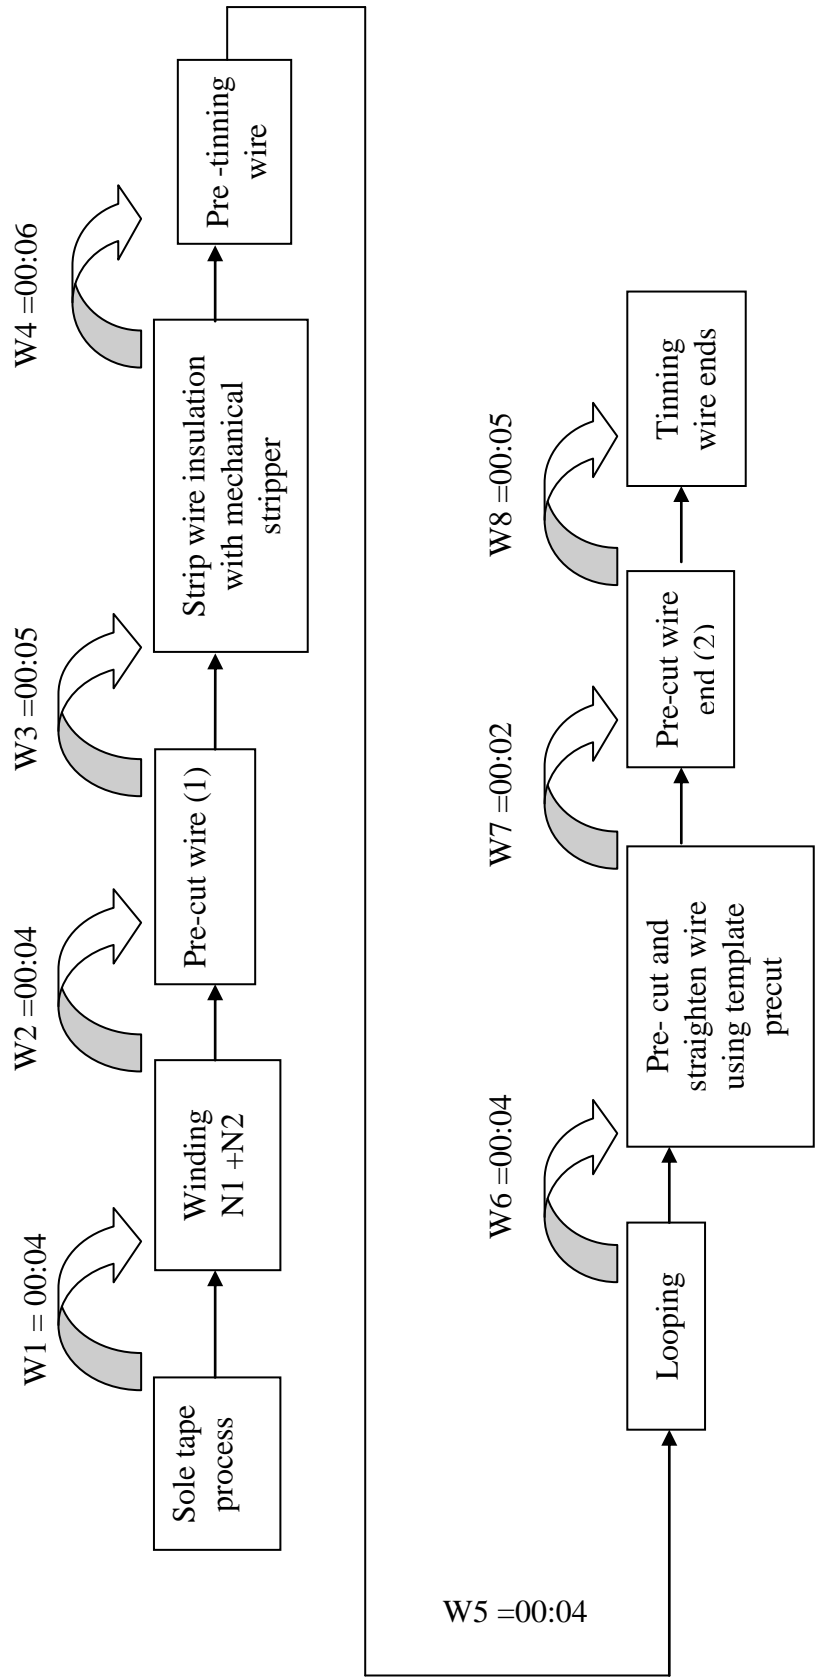 W1 = 00:04
W2 =00:04
W3 =00:05
W4 =00:06
Sole tape
process
Winding
N1 +N2
Pre-cut wire (1)
Strip wire insulation
with mechanical
stripper
Pre -tinning
wire
W5 =00:04
W6 =00:04
W7 =00:02
W8 =00:05
Looping
Pre- cut and
straighten wire
using template
precut
Pre-cut wire
end (2)
Tinning
wire ends